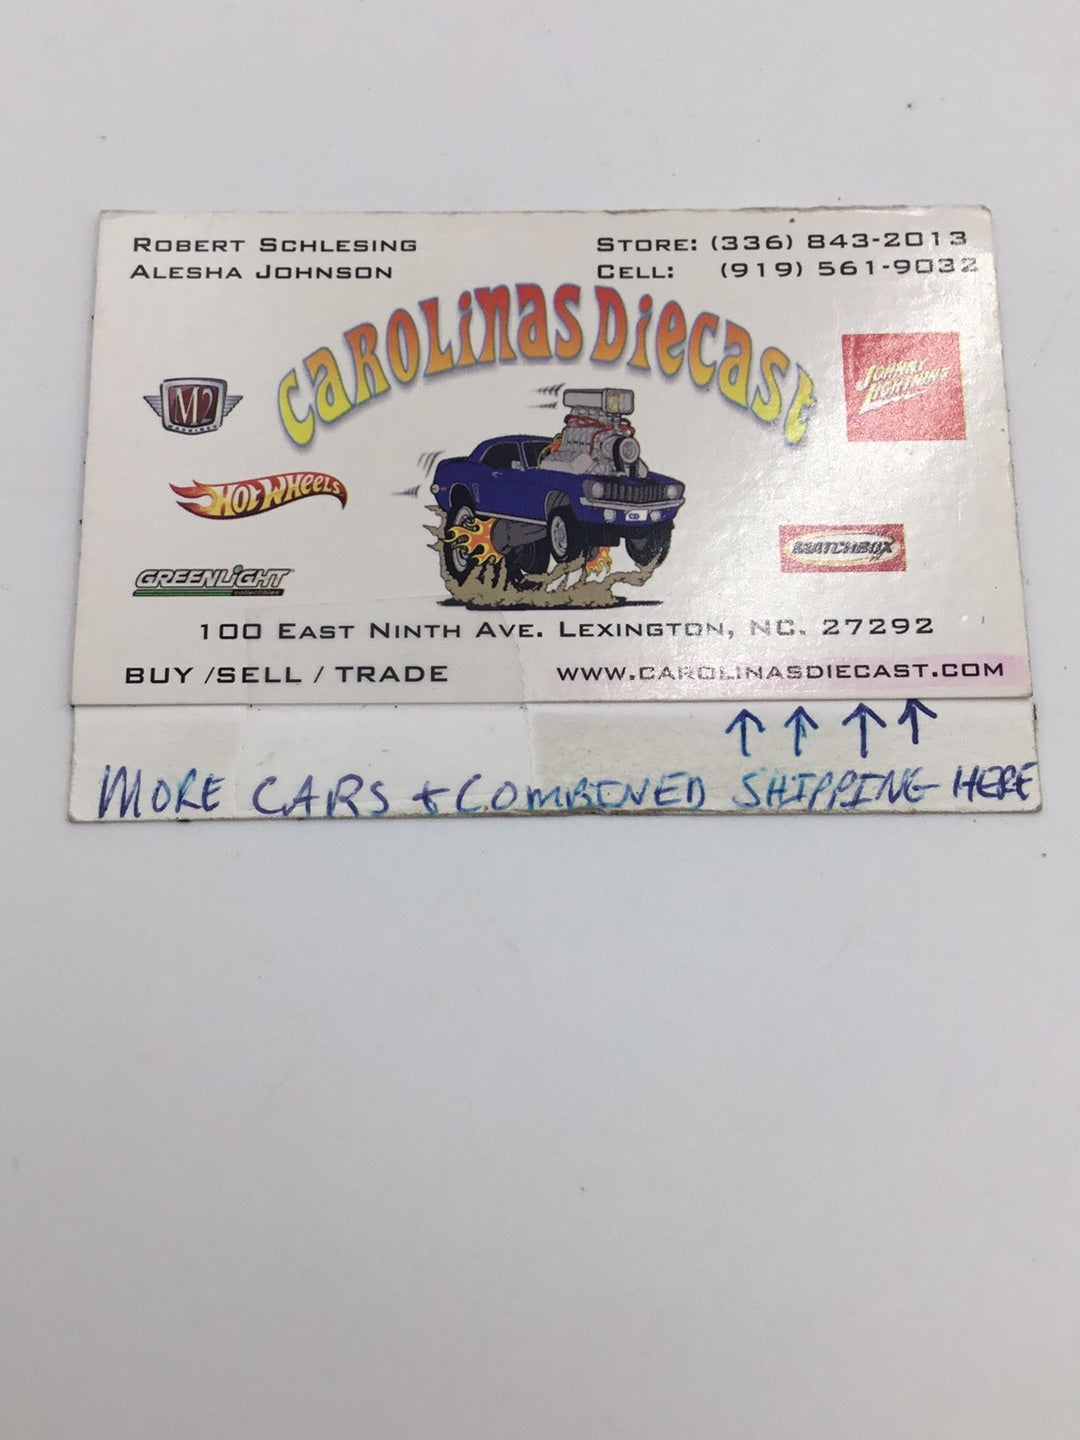 ROBERT SCHLESING
ALESHA JOHNSON
STORE: (336) 843-2013
CELL: (919) 561-9032
CAROLINAS DIECAST
M2
MACHINES
JOHNNY LIGHTNING
HOT WHEELS
MATCHBOX
GREENLIGHT
collectibles
100 EAST NINTH AVE. LEXINGTON, NC. 27292
BUY /SELL / TRADE
WWW.CAROLINASDIECAST.COM
MORE CARS + COMBINED SHIPPING HERE